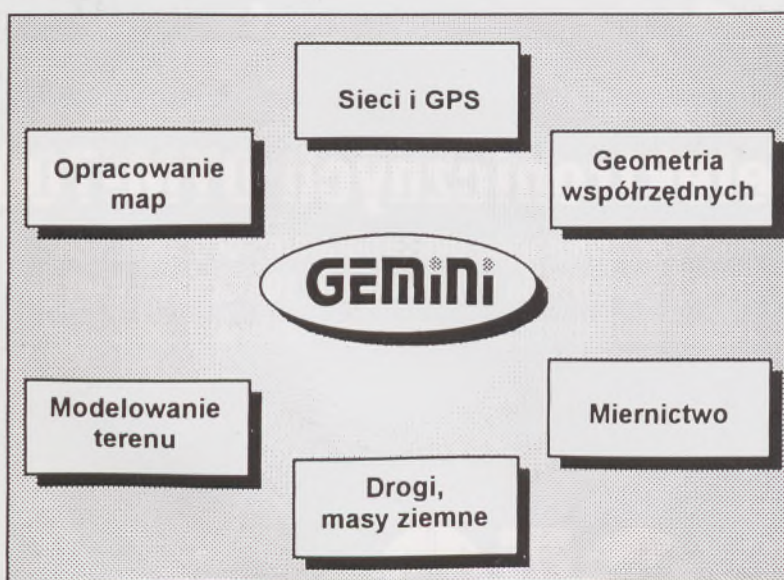 Sieci i GPS
Opracowanie
map
Geometria
współrzędnych
GEMINI
Modelowanie
terenu
Miernictwo
Drogi,
masy ziemne